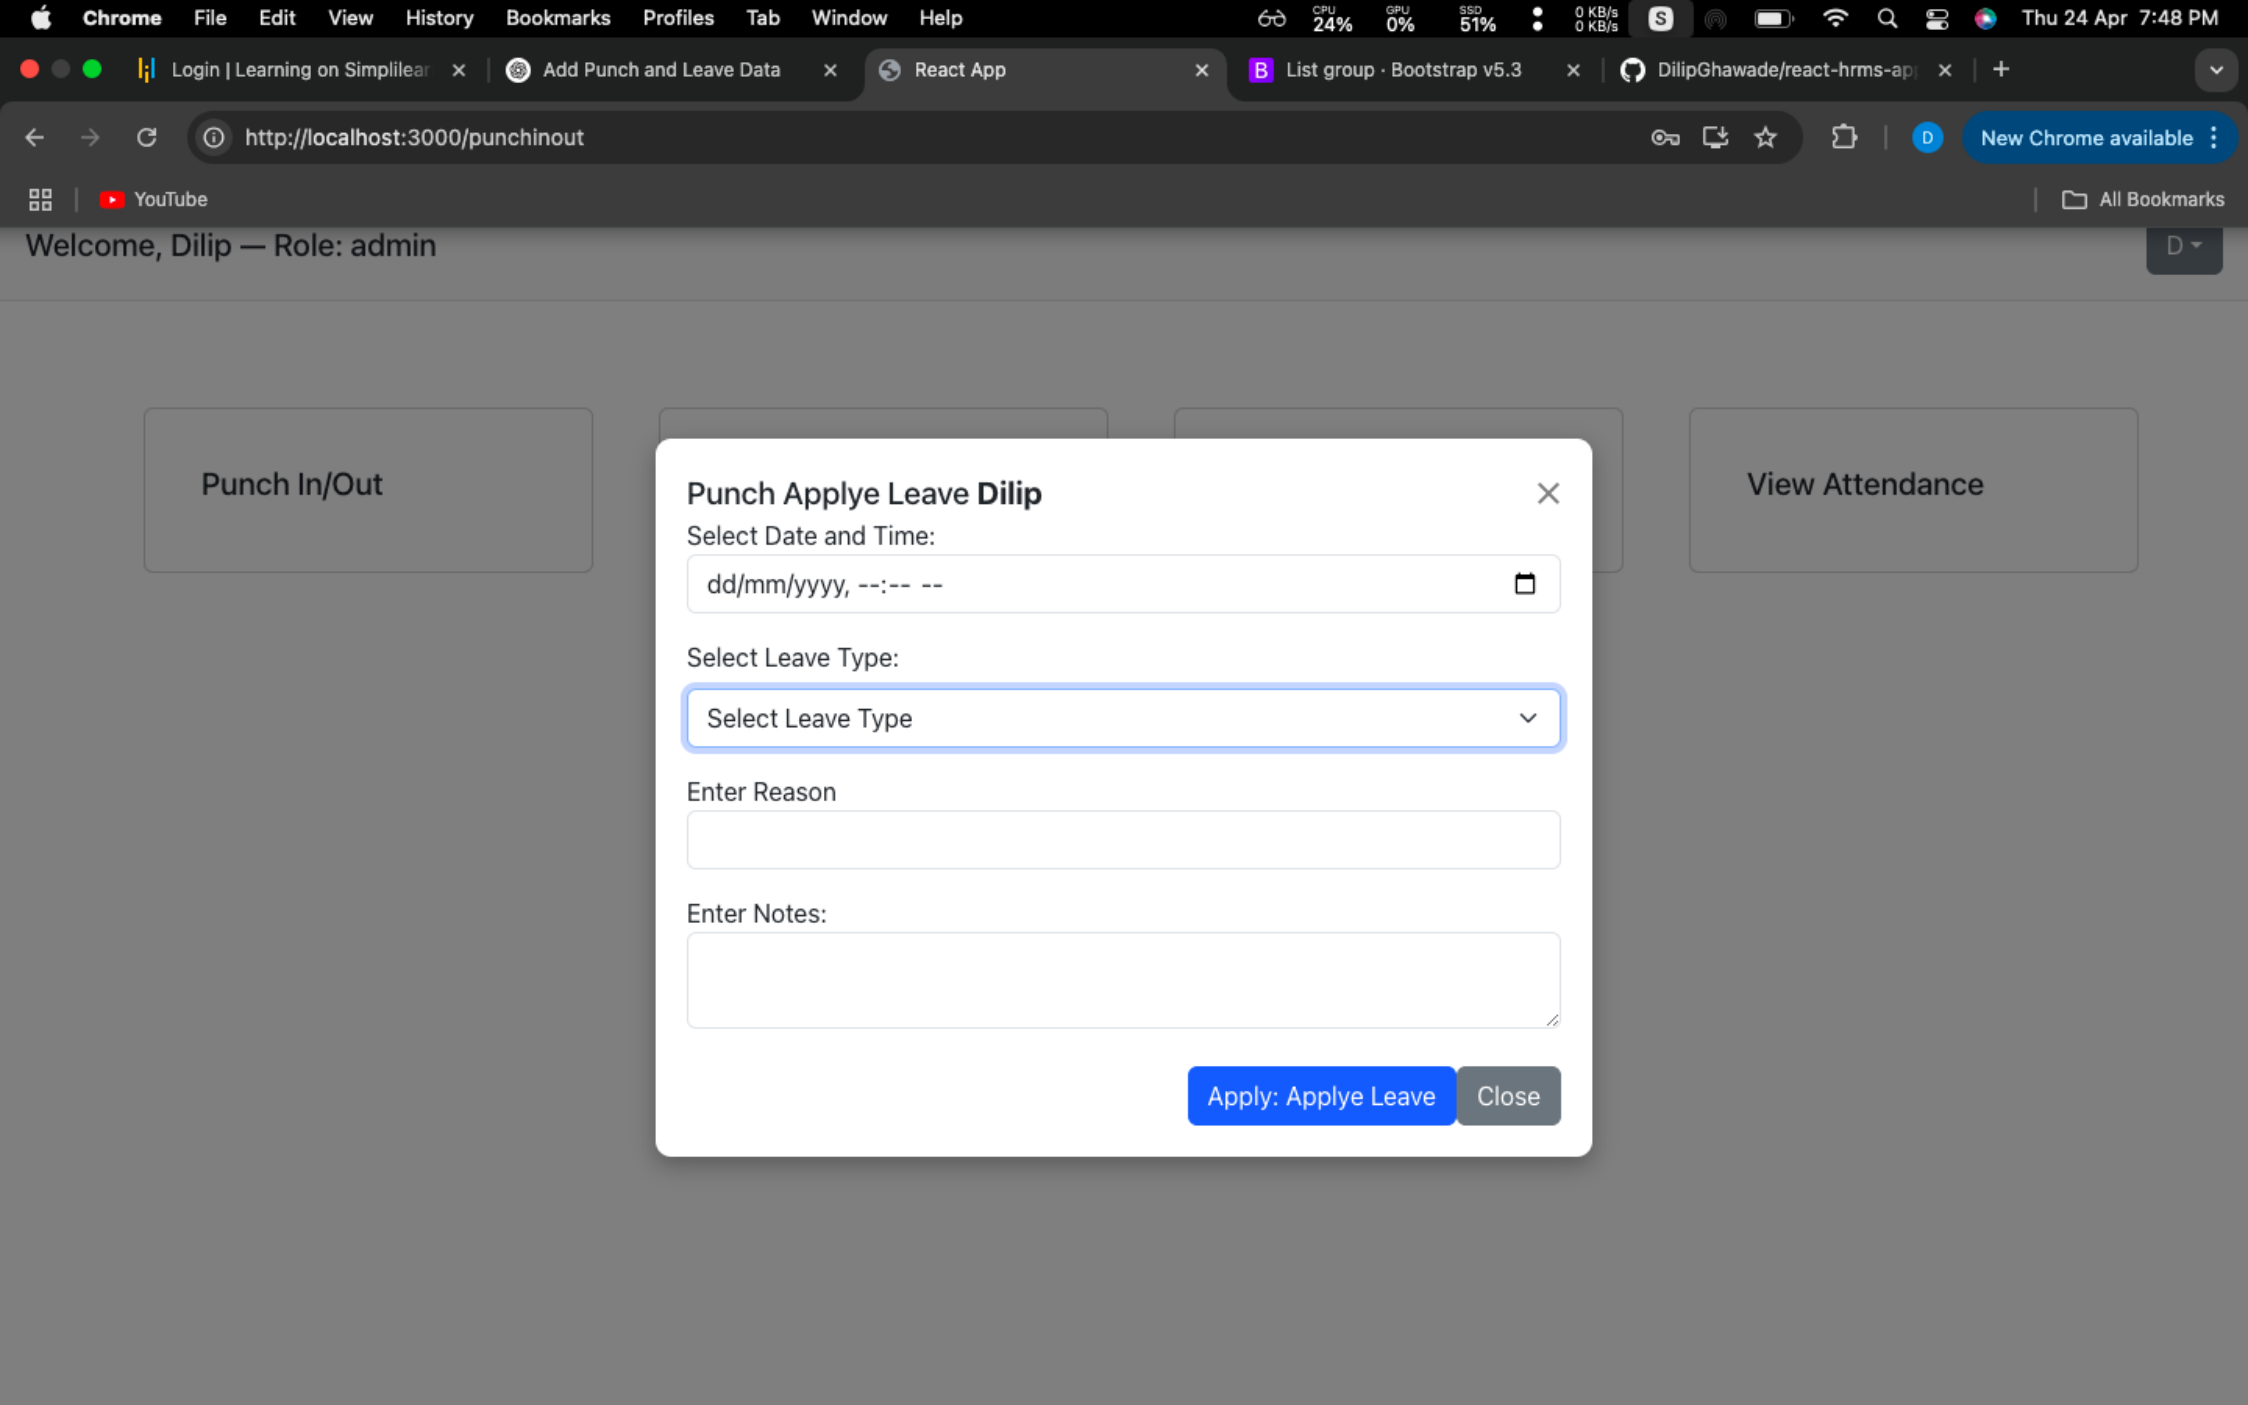 Chrome File Edit View History Bookmarks Profiles Tab Window Help CPU 24% GPU 0% SSD 51% 0 KB/s 0 KB/s S Thu 24 Apr 7:48 PM
Login | Learning on Simplilear Add Punch and Leave Data React App B List group · Bootstrap v5.3 DilipGhawade/react-hrms-ap
http://localhost:3000/punchinout D New Chrome available
YouTube All Bookmarks
Welcome, Dilip — Role: admin D
Punch In/Out View Attendance
Punch Applye Leave Dilip
Select Date and Time:
dd/mm/yyyy, --:-- --
Select Leave Type:
Select Leave Type
Enter Reason
Enter Notes:
Apply: Applye Leave Close